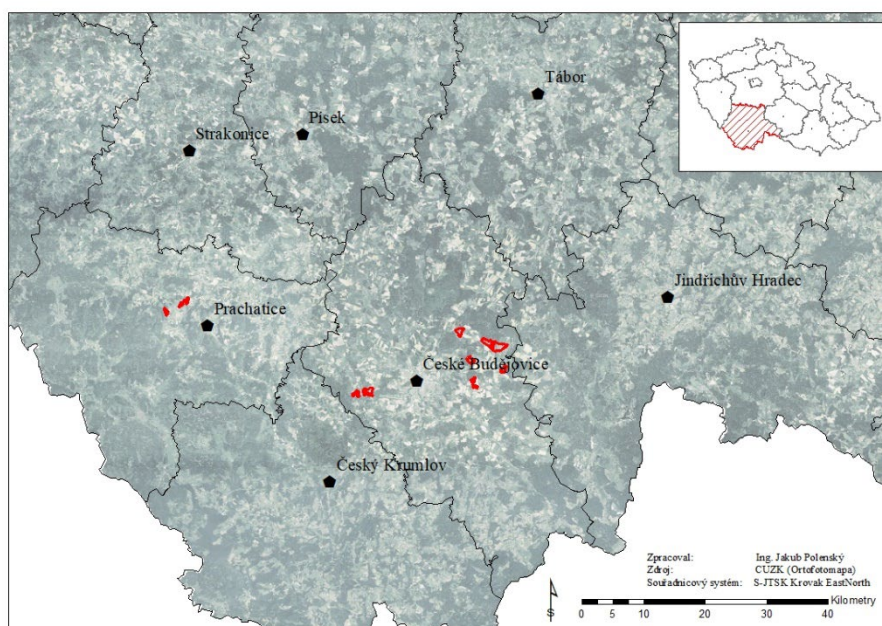 Tábor
Písek
Strakonice
Jindřichův Hradec
Prachatice
České Budějovice
Český Krumlov
Zpracoval: Ing. Jakub Polenský
Zdroj: CUZK (Ortofotomapa)
Souřadnicový systém: S-JTSK Krovak EastNorth
S
Kilometry
0 5 10 20 30 40